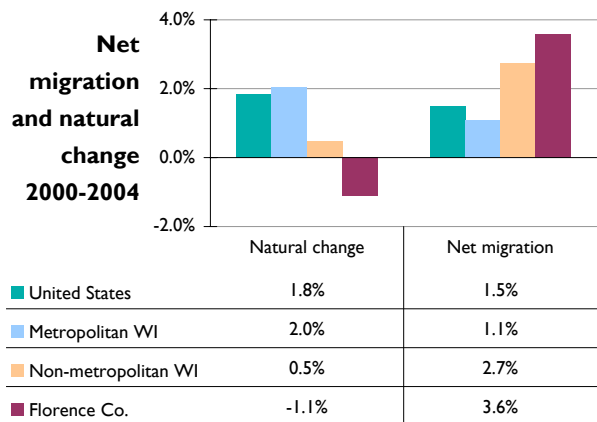 Net
migration
and natural
change
2000-2004
4.0%
2.0%
0.0%
-2.0%
Natural change Net migration
United States 1.8% 1.5%
Metropolitan WI 2.0% 1.1%
Non-metropolitan WI 0.5% 2.7%
Florence Co. -1.1% 3.6%